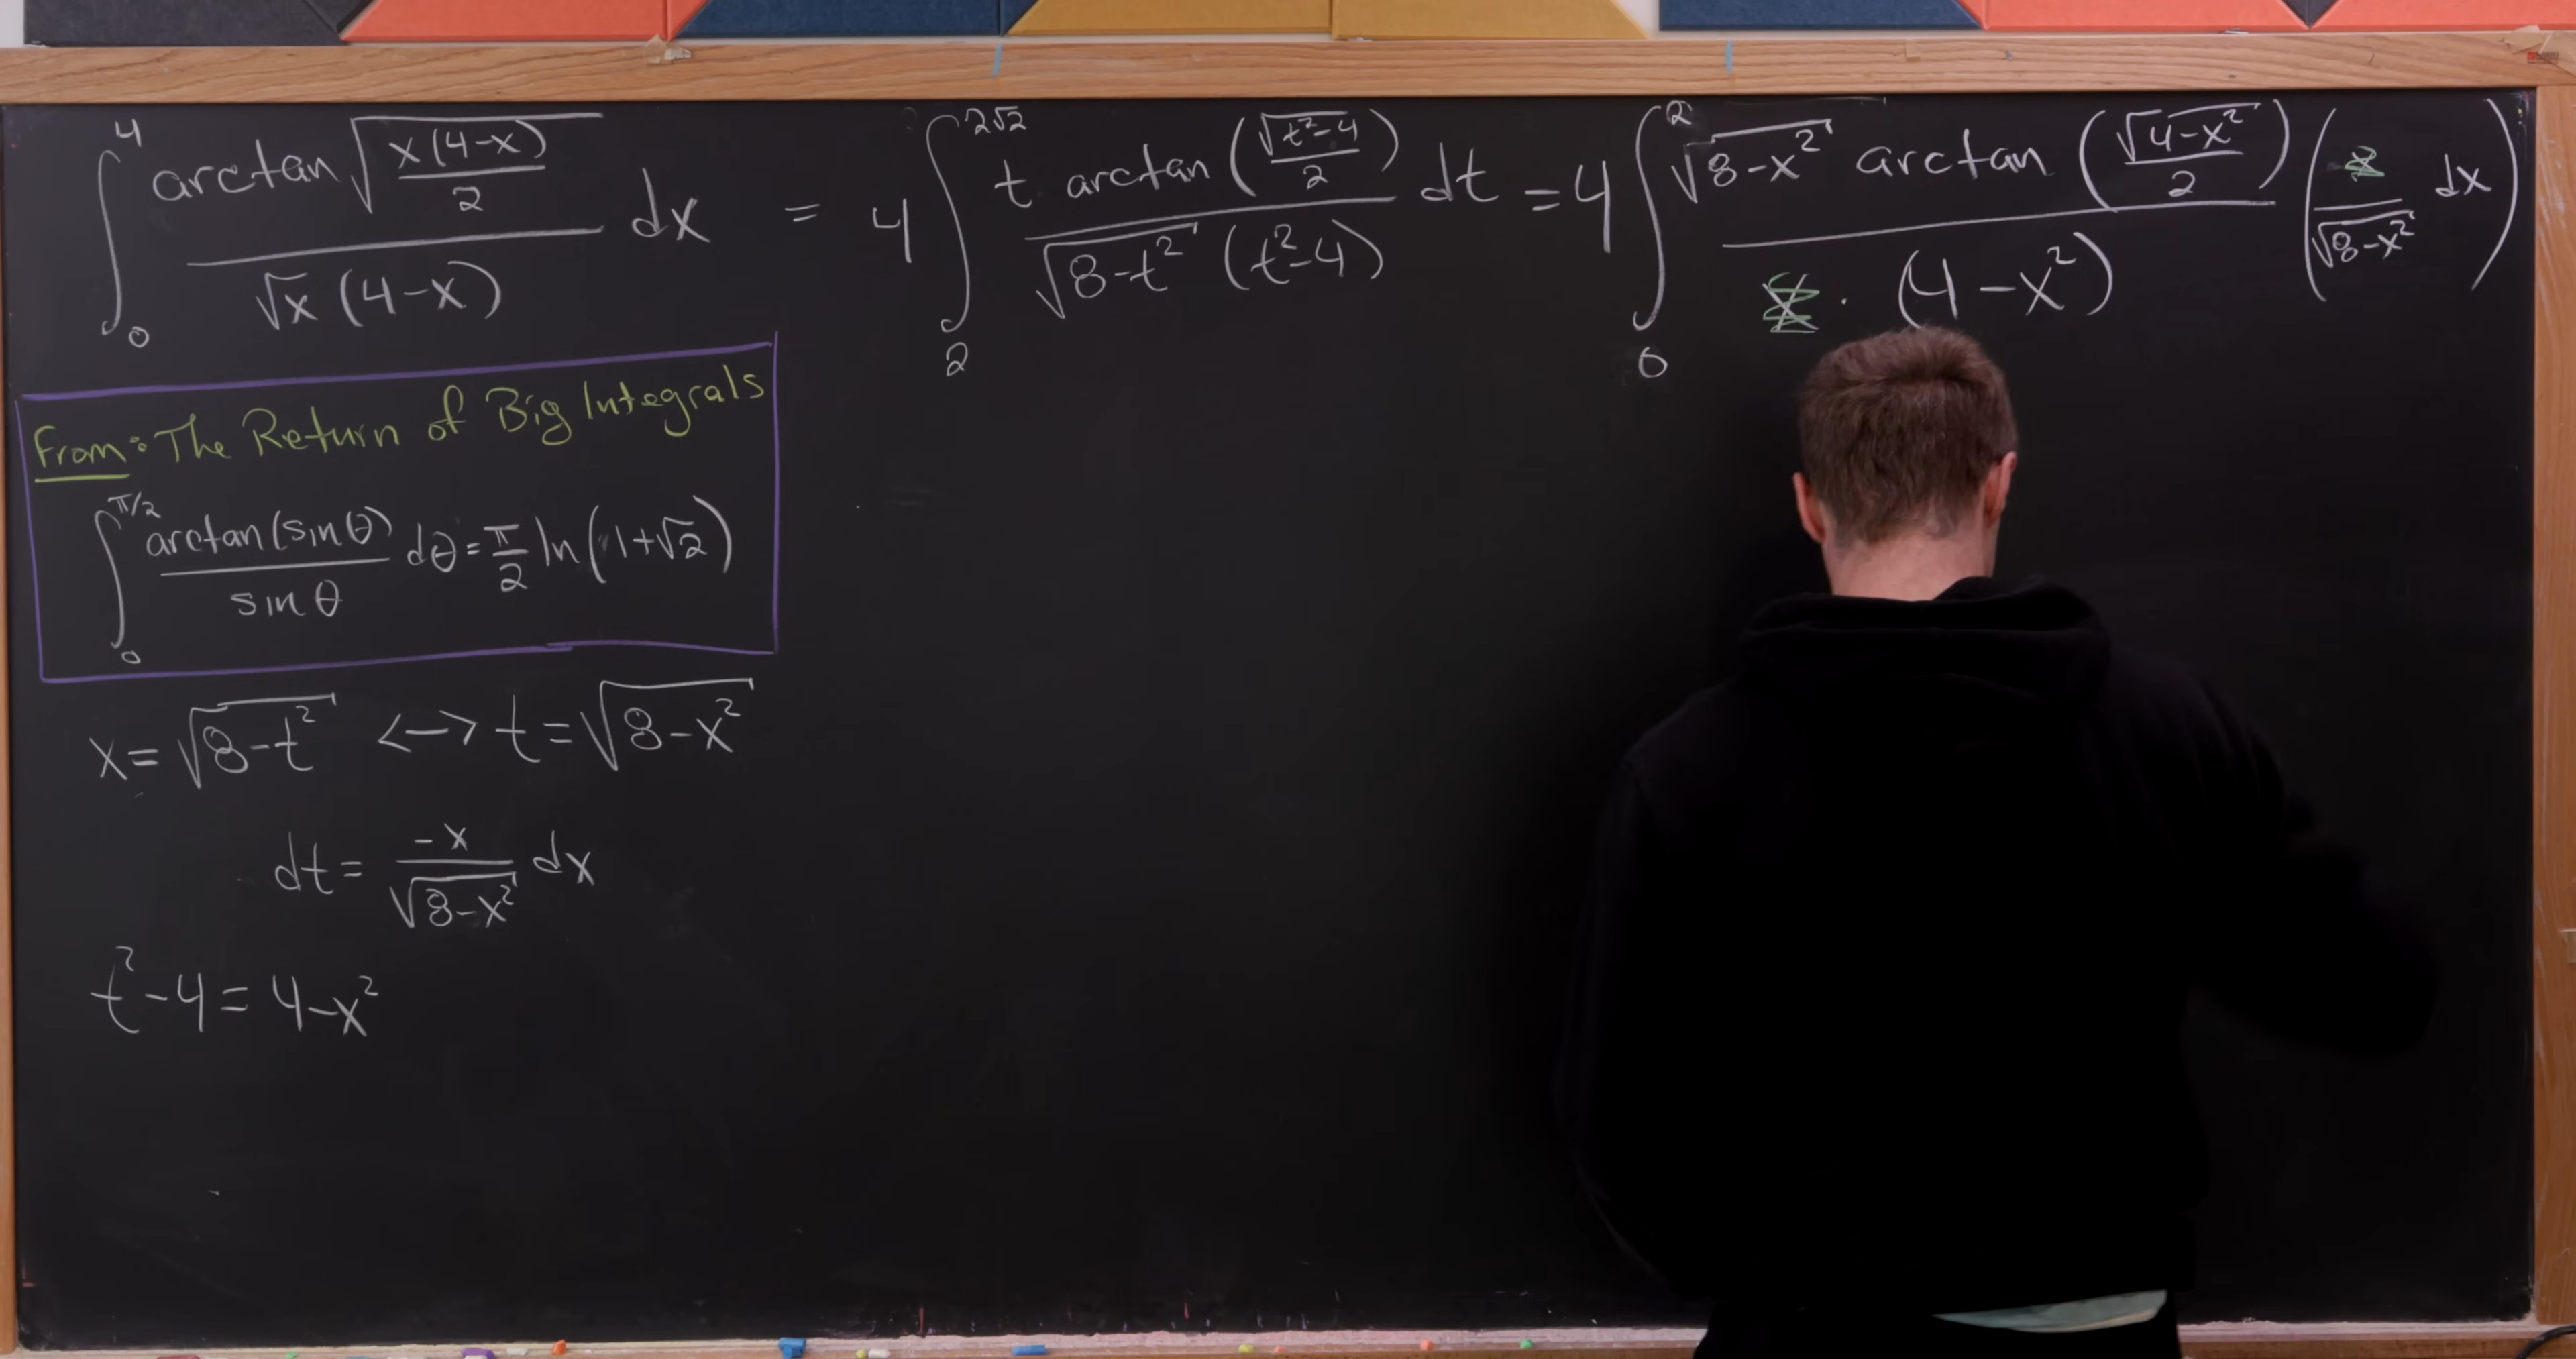 ∫₀⁴ arctan√(x(4-x)/2) / (√x (4-x)) dx = 4 ∫₂^(2√2) t arctan(√(t²-4)/2) / (√(8-t²) (t²-4)) dt = 4 ∫₀² √(8-x²) arctan(√(4-x²)/2) / (x · (4-x²)) (x/√(8-x²) dx)
From: The Return of Big Integrals
∫₀^(π/2) arctan(sinθ)/sinθ dθ = π/2 ln(1+√2)
x = √(8-t²) <-> t = √(8-x²)
dt = -x/√(8-x²) dx
t²-4 = 4-x²